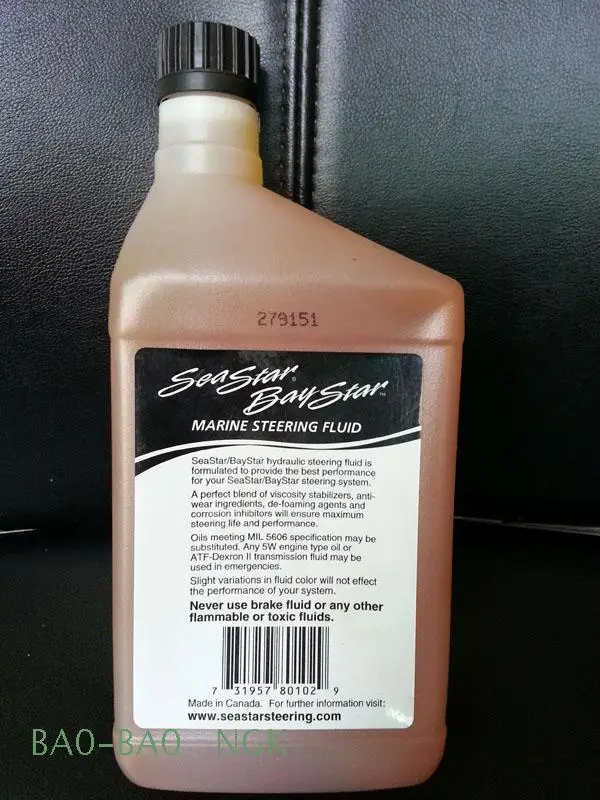 279151
SeaStar®
BayStar™
MARINE STEERING FLUID
SeaStar/BayStar hydraulic steering fluid is
formulated to provide the best performance
for your SeaStar/BayStar steering system.
A perfect blend of viscosity stabilizers, anti-
wear ingredients, de-foaming agents and
corrosion inhibitors will ensure maximum
steering life and performance.
Oils meeting MIL 5606 specification may be
substituted. Any 5W engine type oil or
ATF-Dexron II transmission fluid may be
used in emergencies.
Slight variations in fluid color will not effect
the performance of your system.
Never use brake fluid or any other
flammable or toxic fluids.
7 31957 80102 9
Made in Canada. For further information visit:
www.seastarsteering.com
BAO-BAO NGK